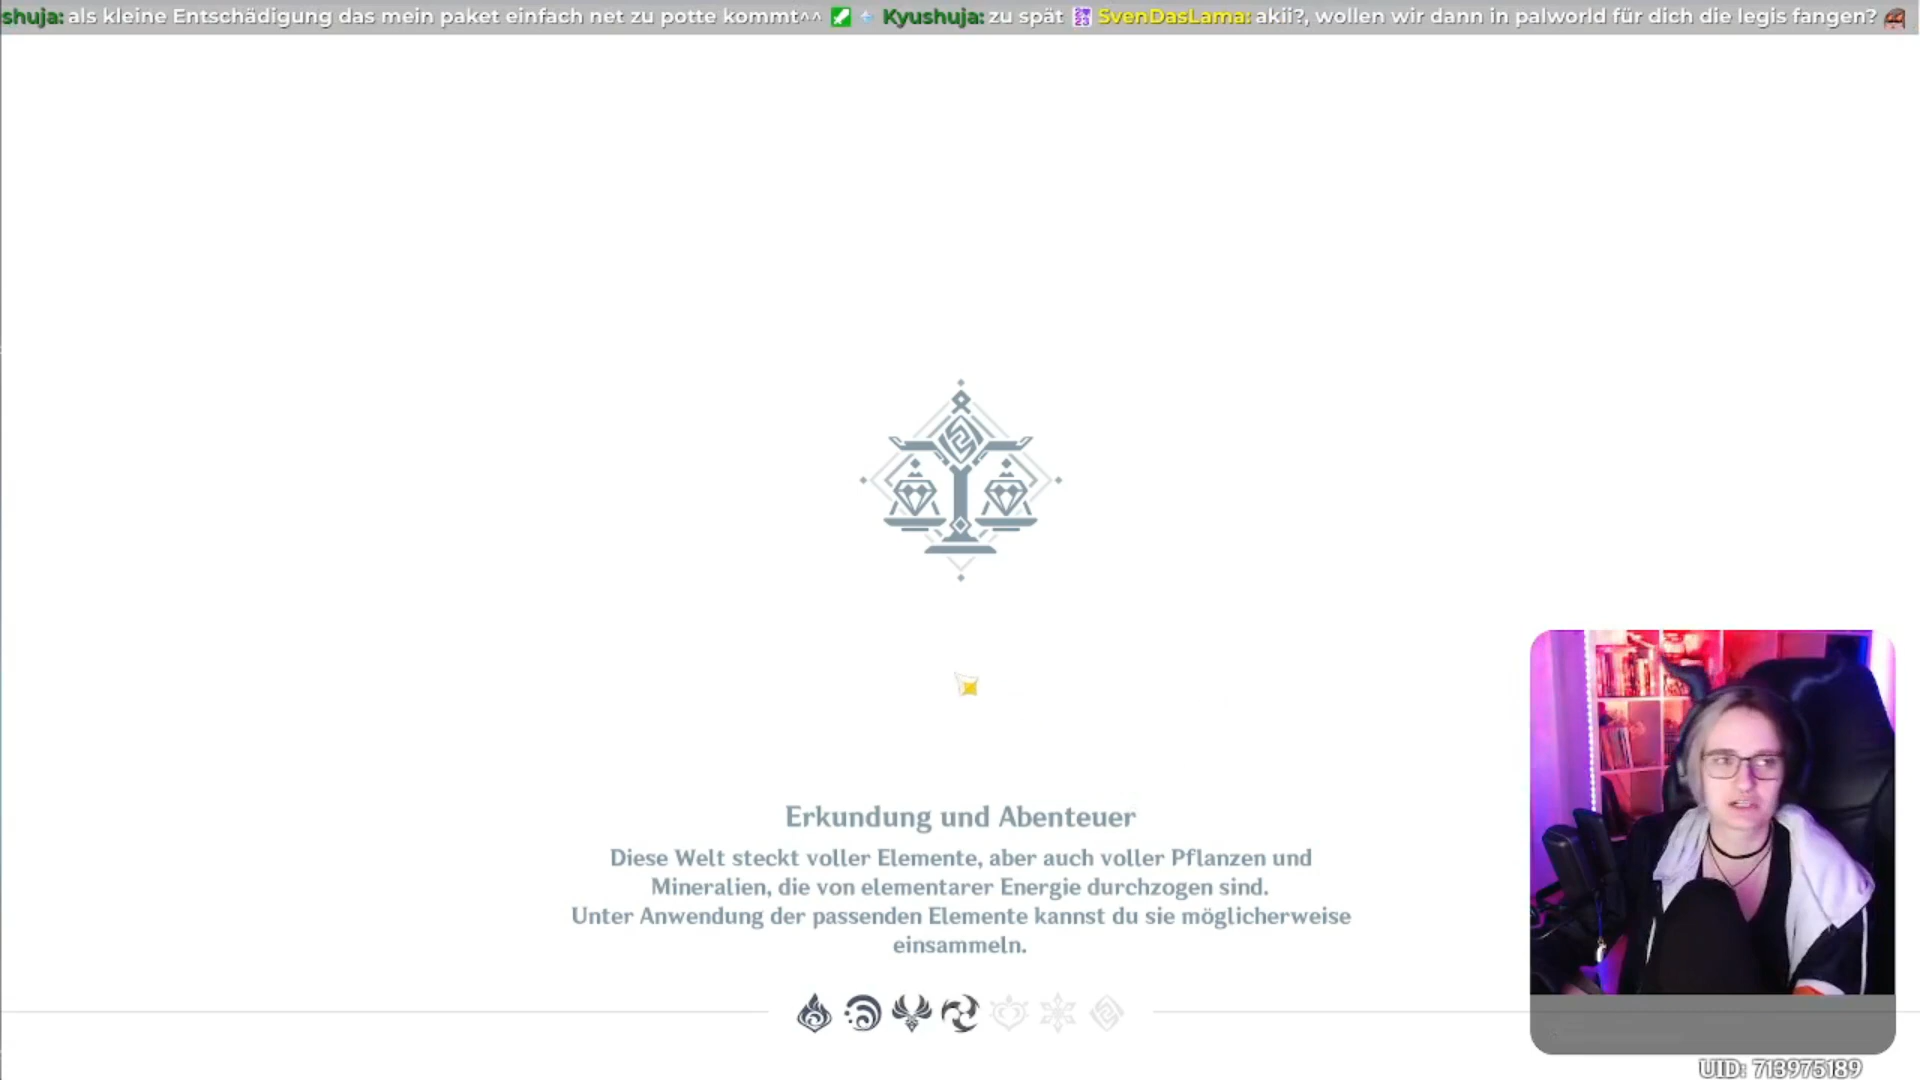 shuja: als kleine Entschädigung das mein paket einfach net zu potte kommt^^ Kyushuja: zu spät SvenDasLama: akii?, wollen wir dann in palworld für dich die legis fangen?
Erkundung und Abenteuer
Diese Welt steckt voller Elemente, aber auch voller Pflanzen und
Mineralien, die von elementarer Energie durchzogen sind.
Unter Anwendung der passenden Elemente kannst du sie möglicherweise
einsammeln.
UID: 713975189